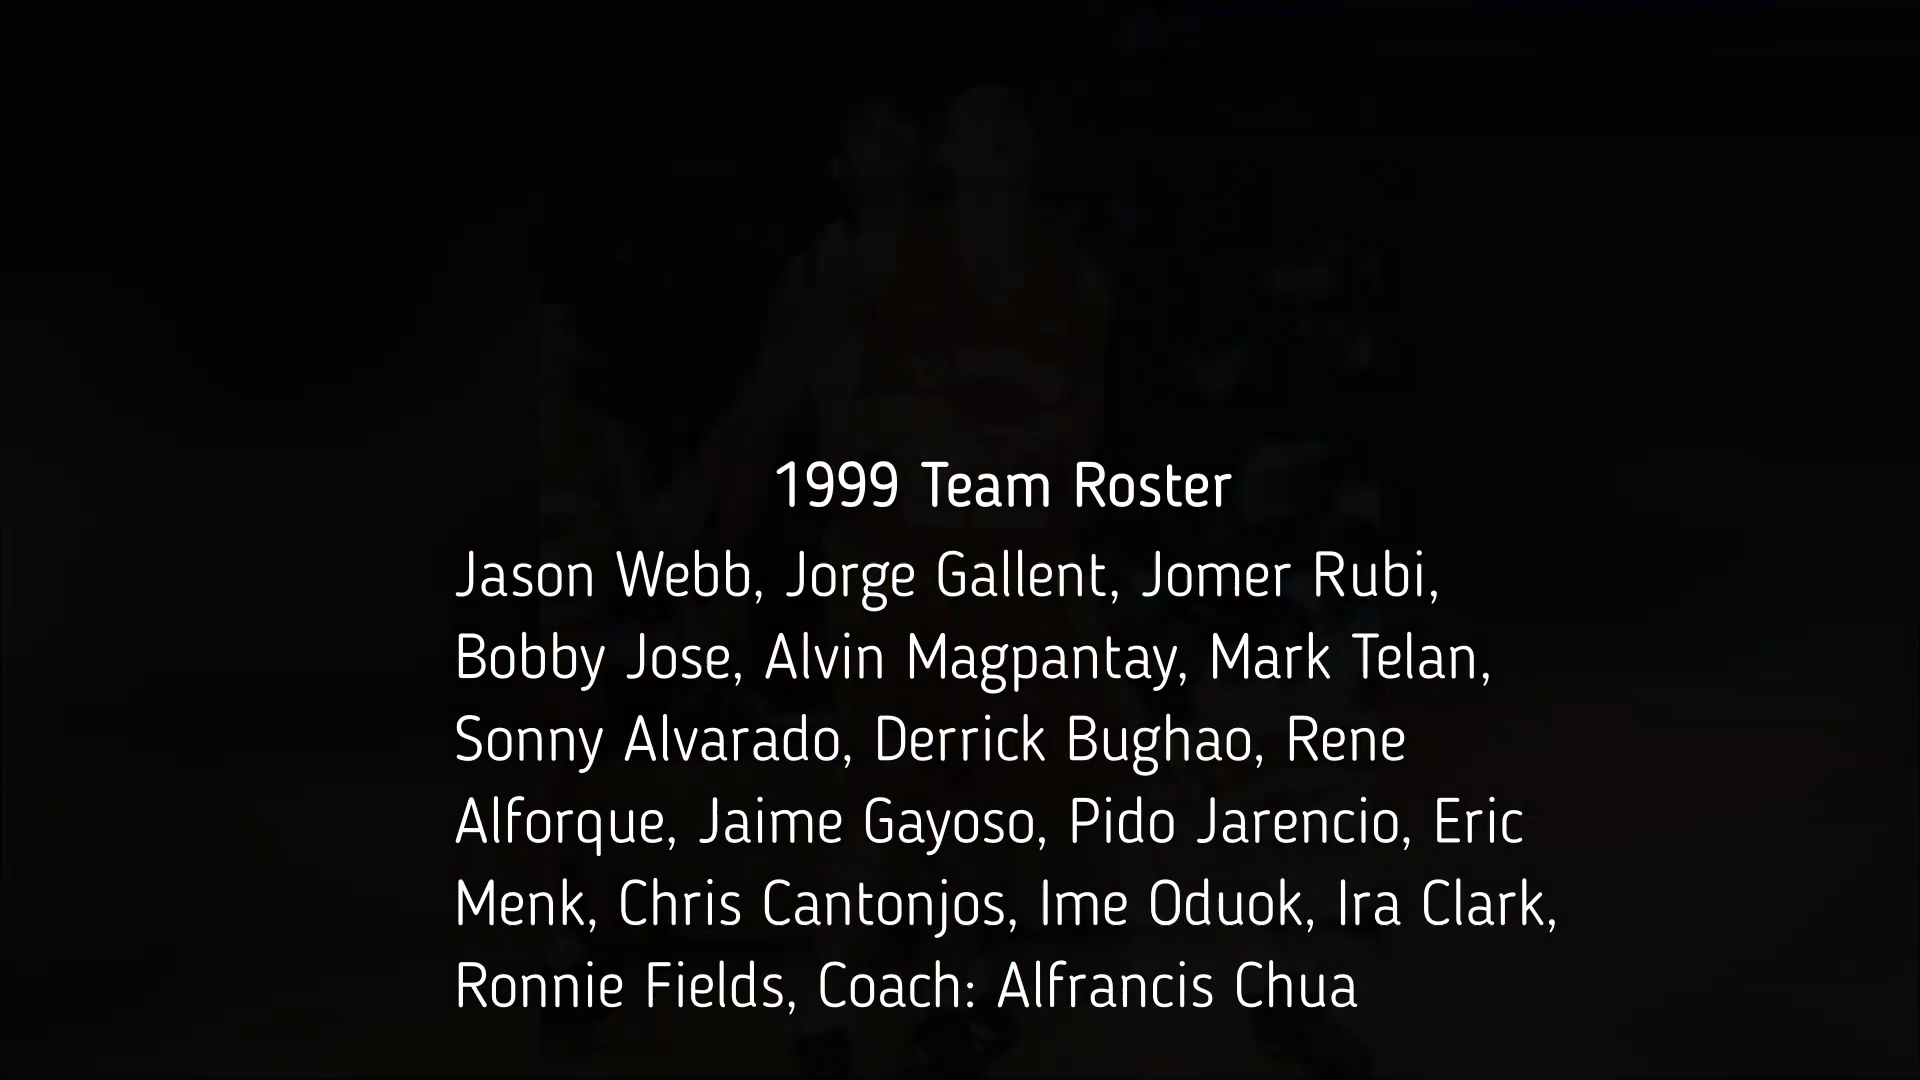 1999 Team Roster
Jason Webb, Jorge Gallent, Jomer Rubi,
Bobby Jose, Alvin Magpantay, Mark Telan,
Sonny Alvarado, Derrick Bughao, Rene
Alforque, Jaime Gayoso, Pido Jarencio, Eric
Menk, Chris Cantonjos, Ime Oduok, Ira Clark,
Ronnie Fields, Coach: Alfrancis Chua